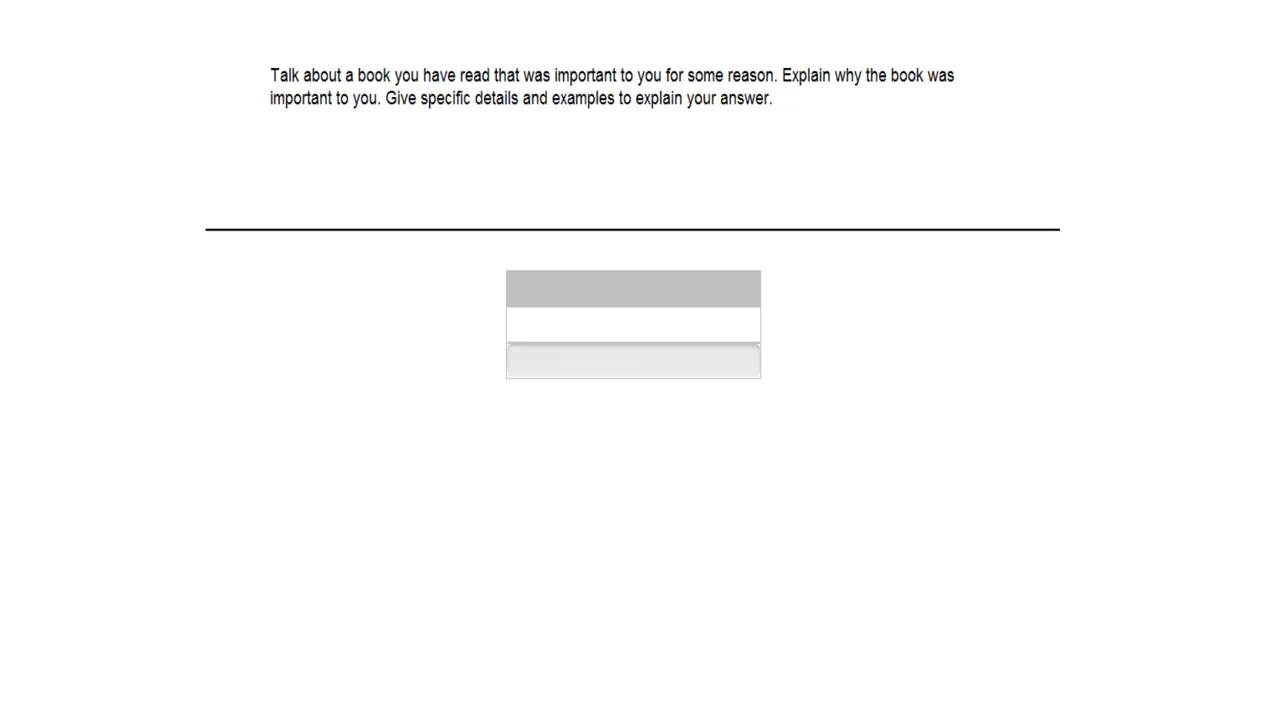 Talk about a book you have read that was important to you for some reason. Explain why the book was
important to you. Give specific details and examples to explain your answer.